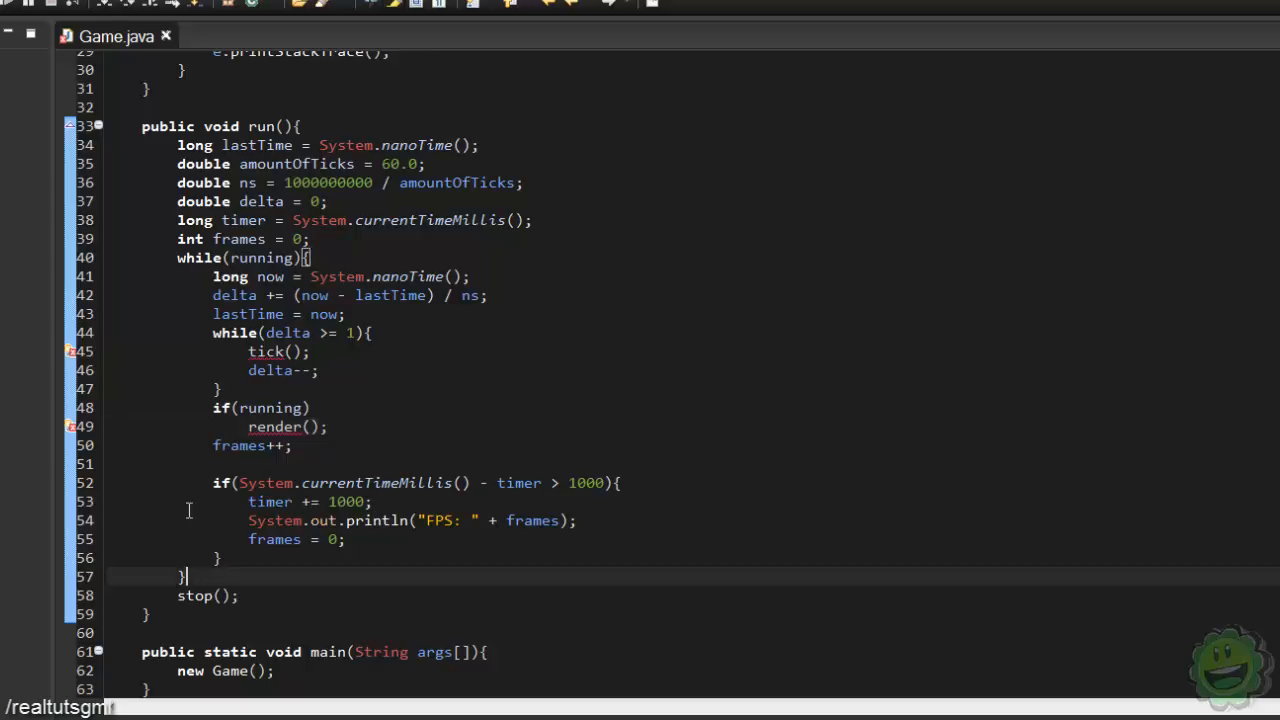 Game.java
29 e.printStackTrace();
30 }
31 }
32
33 public void run(){
34 long lastTime = System.nanoTime();
35 double amountOfTicks = 60.0;
36 double ns = 1000000000 / amountOfTicks;
37 double delta = 0;
38 long timer = System.currentTimeMillis();
39 int frames = 0;
40 while(running){
41 long now = System.nanoTime();
42 delta += (now - lastTime) / ns;
43 lastTime = now;
44 while(delta >= 1){
45 tick();
46 delta--;
47 }
48 if(running)
49 render();
50 frames++;
51
52 if(System.currentTimeMillis() - timer > 1000){
53 timer += 1000;
54 System.out.println("FPS: " + frames);
55 frames = 0;
56 }
57 }
58 stop();
59 }
60
61 public static void main(String args[]){
62 new Game();
63 }
/realtutsgml